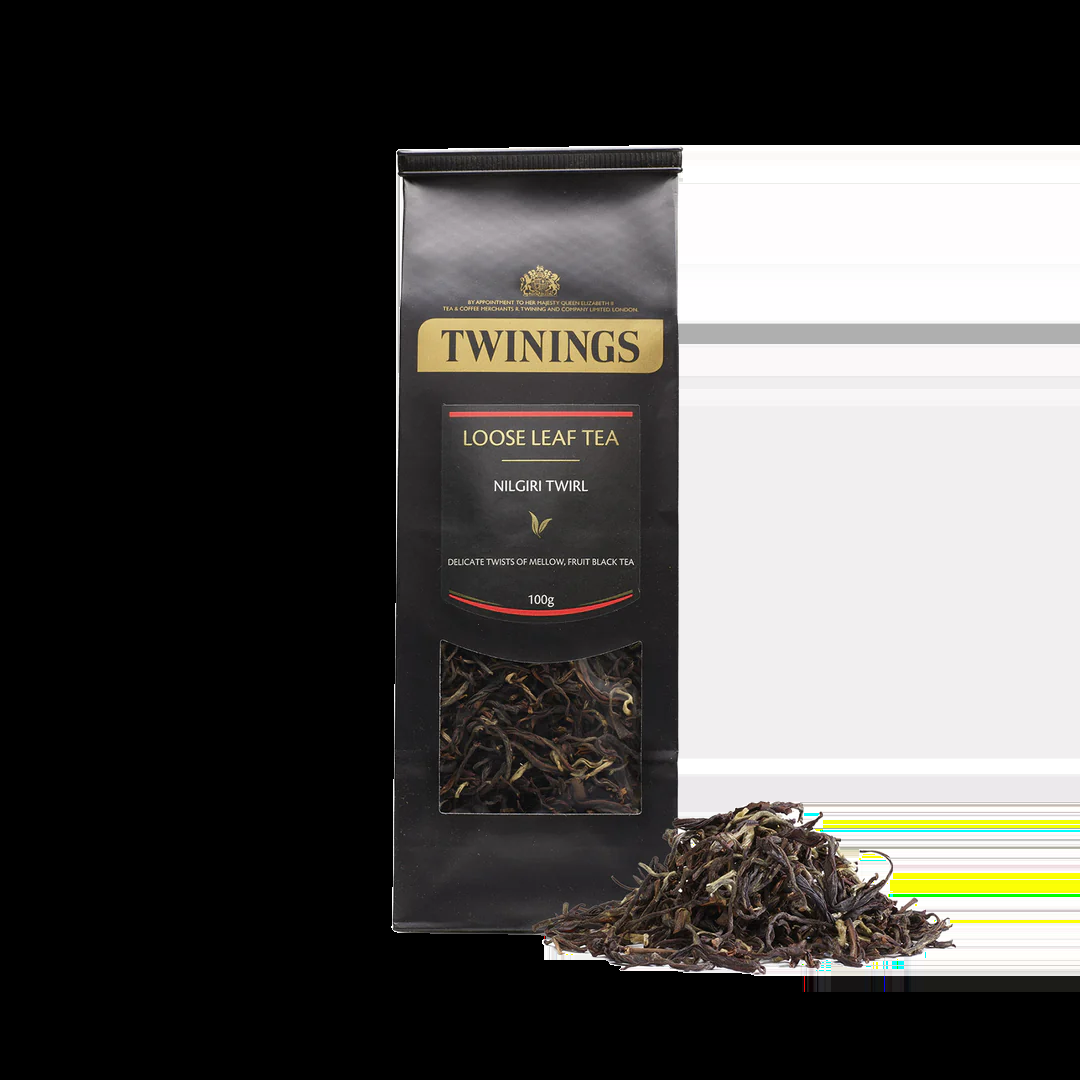 BY APPOINTMENT TO HER MAJESTY QUEEN ELIZABETH II
TEA & COFFEE MERCHANTS R. TWINING AND COMPANY LIMITED LONDON.
TWININGS
LOOSE LEAF TEA
NILGIRI TWIRL
DELICATE TWISTS OF MELLOW, FRUIT BLACK TEA
100g